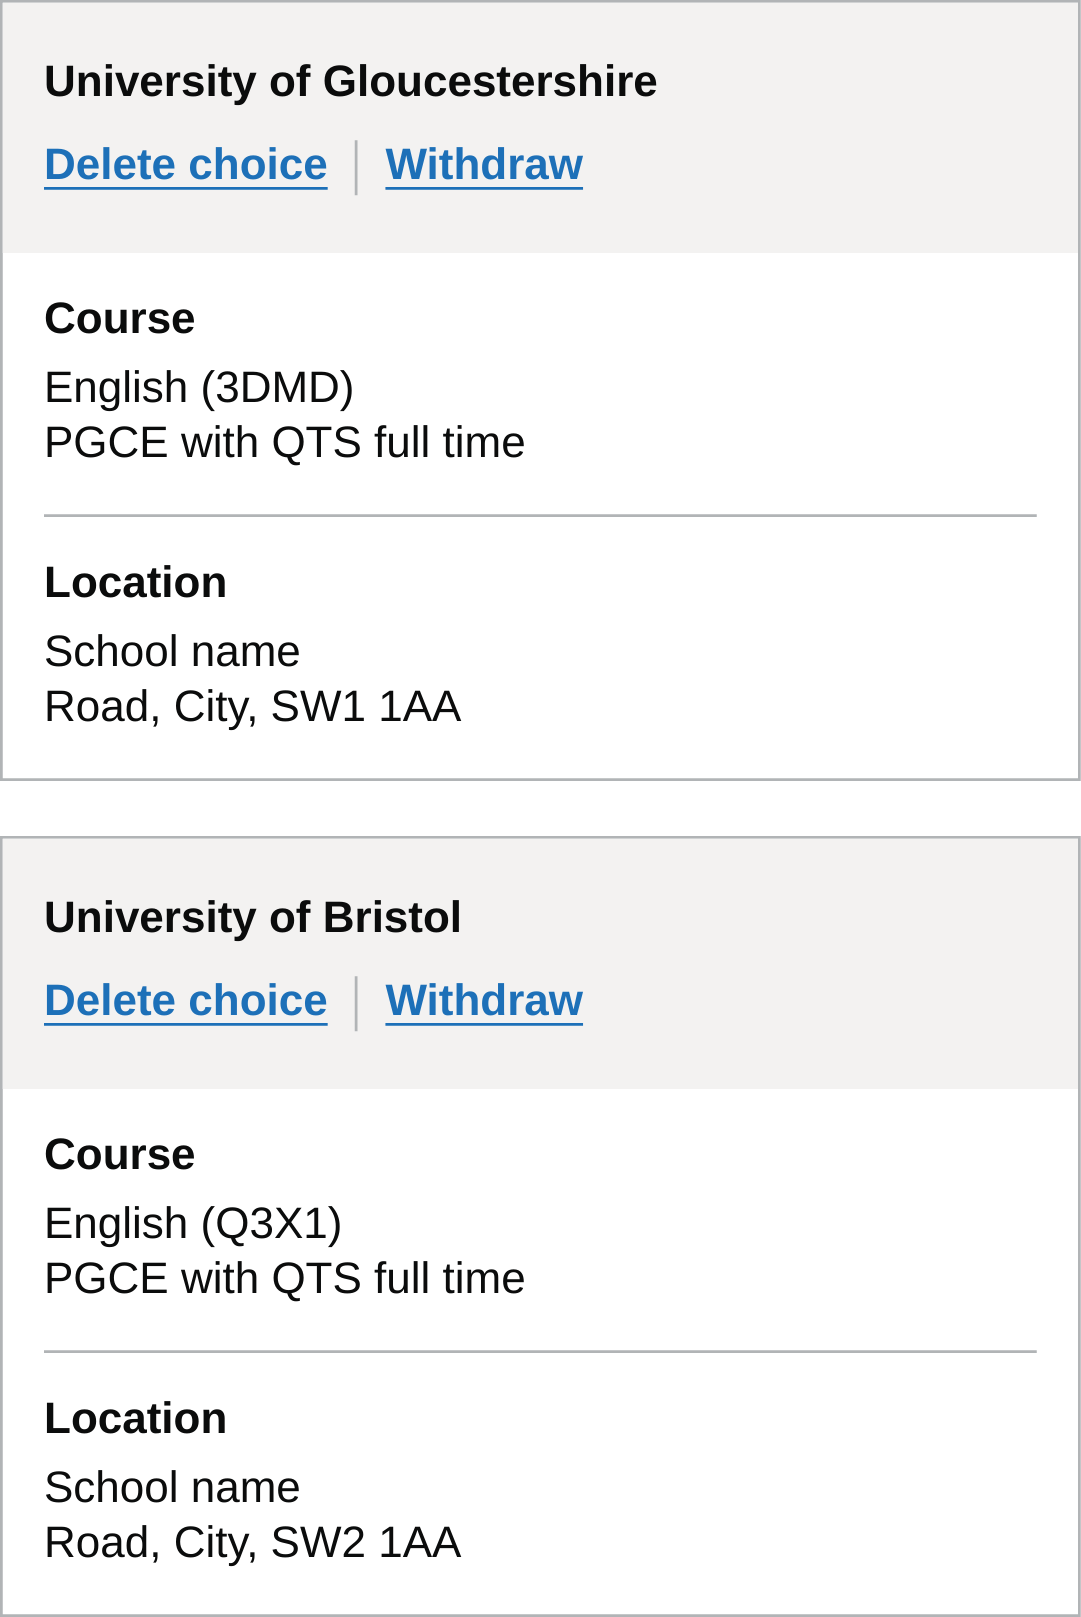 University of Gloucestershire
Delete choice | Withdraw
Course
English (3DMD)
PGCE with QTS full time
Location
School name
Road, City, SW1 1AA
University of Bristol
Delete choice | Withdraw
Course
English (Q3X1)
PGCE with QTS full time
Location
School name
Road, City, SW2 1AA